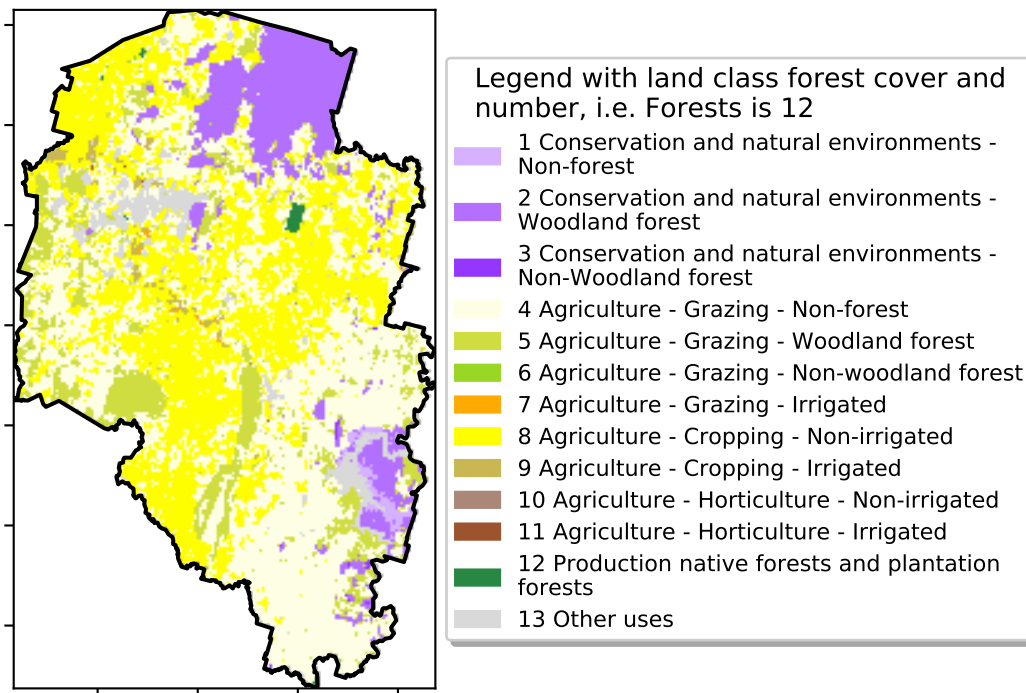 Legend with land class forest cover and
number, i.e. Forests is 12
1 Conservation and natural environments -
Non-forest
2 Conservation and natural environments -
Woodland forest
3 Conservation and natural environments -
Non-Woodland forest
4 Agriculture - Grazing - Non-forest
5 Agriculture - Grazing - Woodland forest
6 Agriculture - Grazing - Non-woodland forest
7 Agriculture - Grazing - Irrigated
8 Agriculture - Cropping - Non-irrigated
9 Agriculture - Cropping - Irrigated
10 Agriculture - Horticulture - Non-irrigated
11 Agriculture - Horticulture - Irrigated
12 Production native forests and plantation
forests
13 Other uses